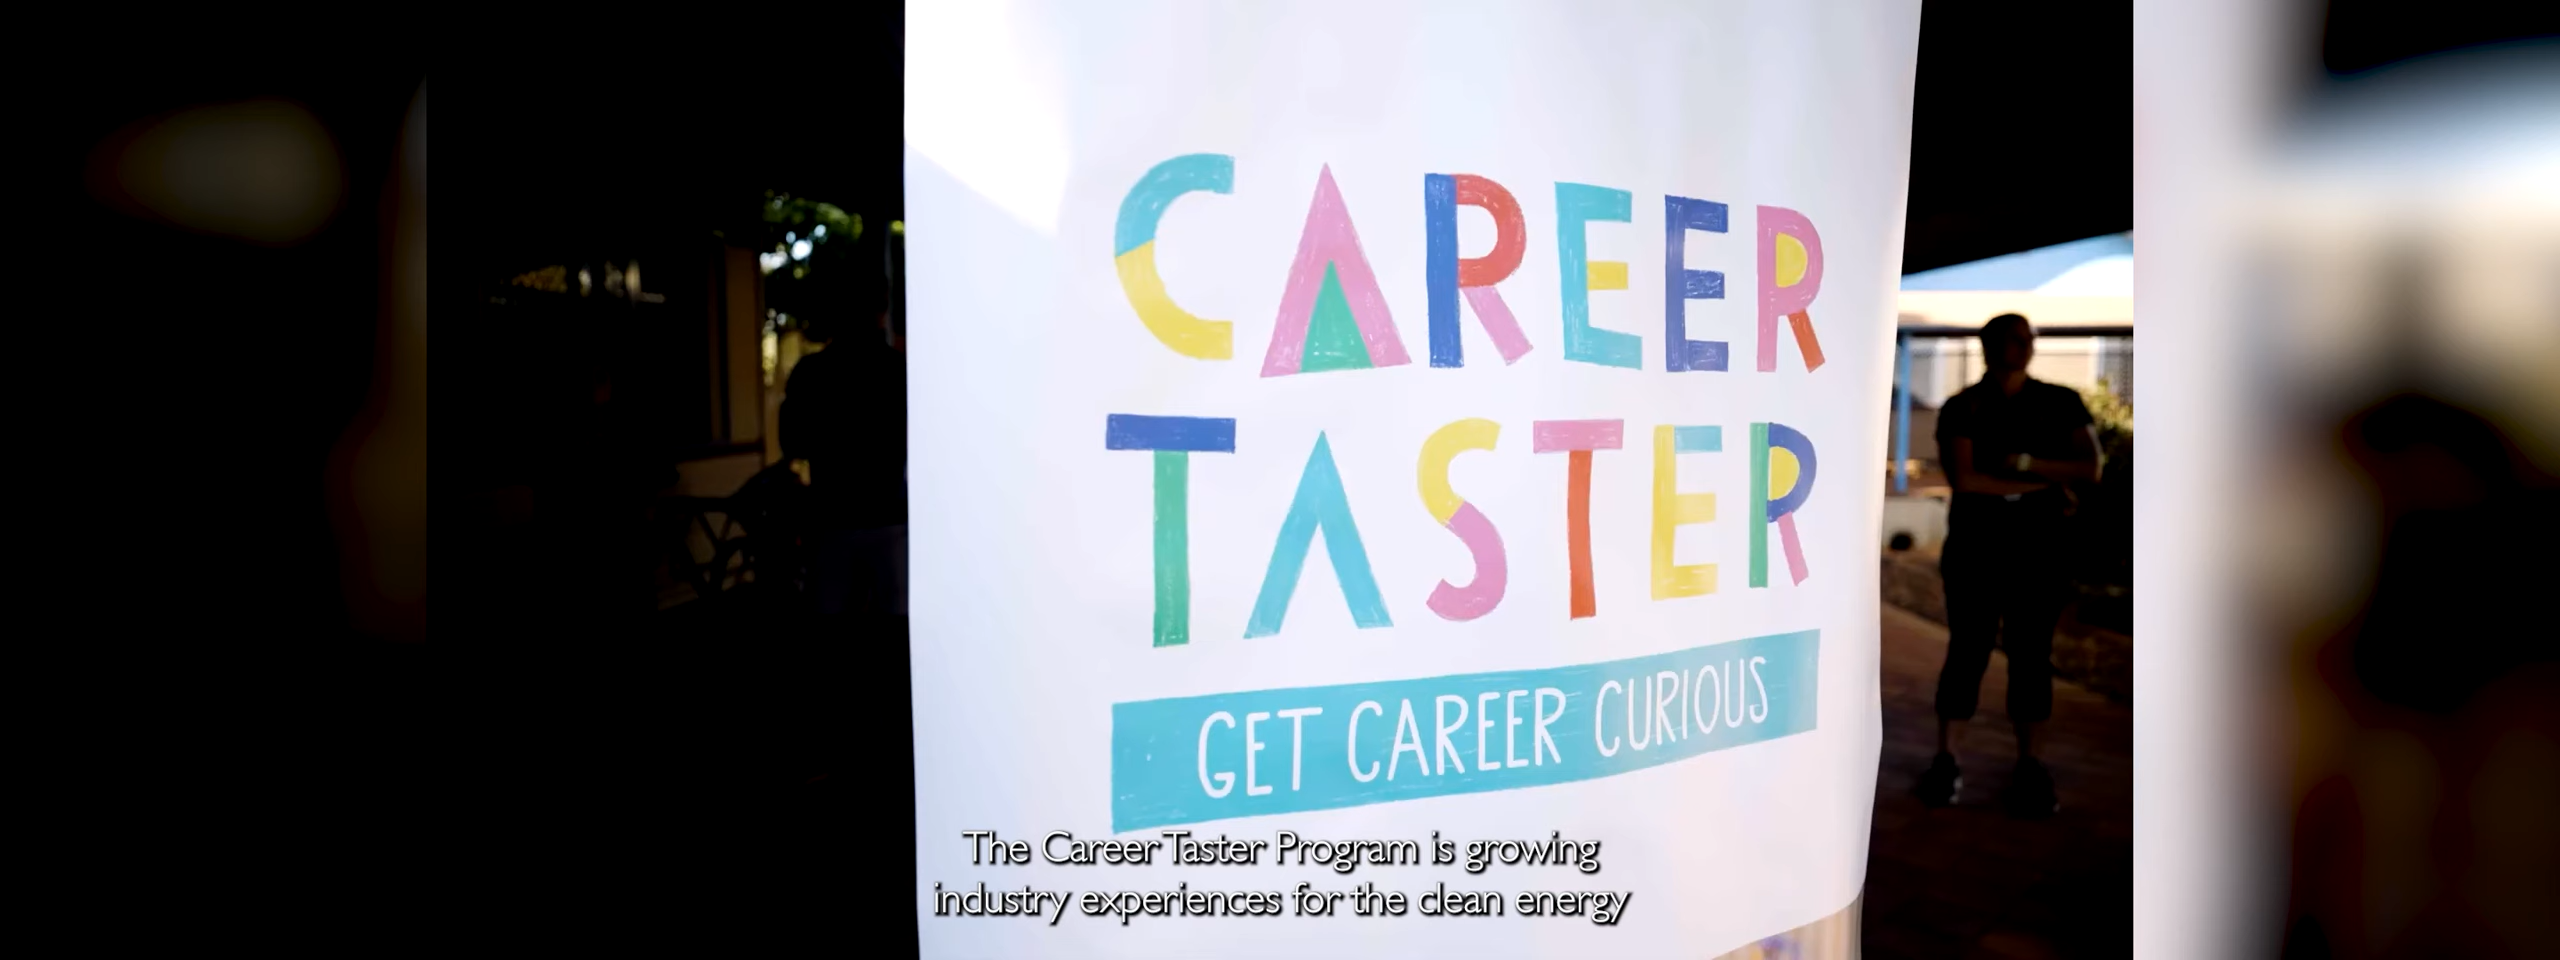 CAREER
TASTER
GET CAREER CURIOUS
The Career Taster Program is growing
industry experiences for the clean energy